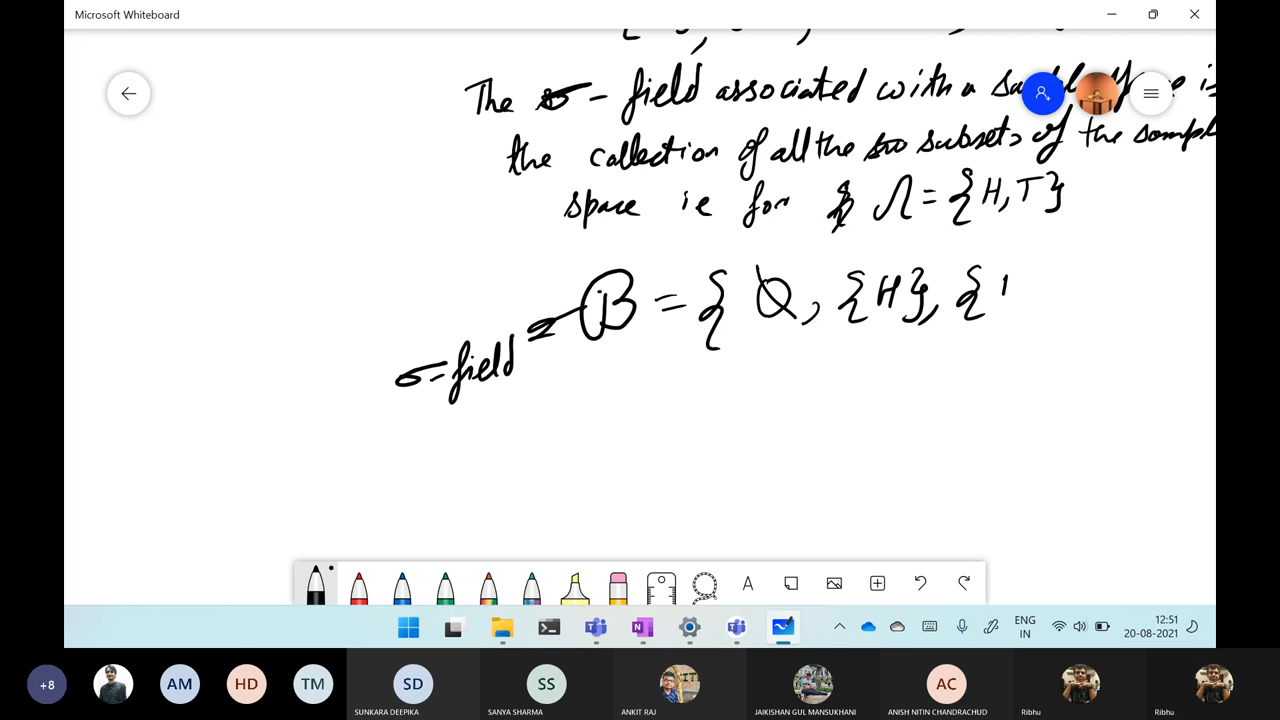 Microsoft Whiteboard
The σ - field associated with a
the collection of all the subsets of the sampl
space ie for Ω = {H, T}
B = { Ø, {H}, {
σ-field
A
ENG
IN
12:51
20-08-2021
+8
AM
HD
TM
SD
SUNKARA DEEPIKA
SS
SANYA SHARMA
ANKIT RAJ
JAIKISHAN GUL MANSUKHANI
AC
ANISH NITIN CHANDRACHUD
Ribhu
Ribhu